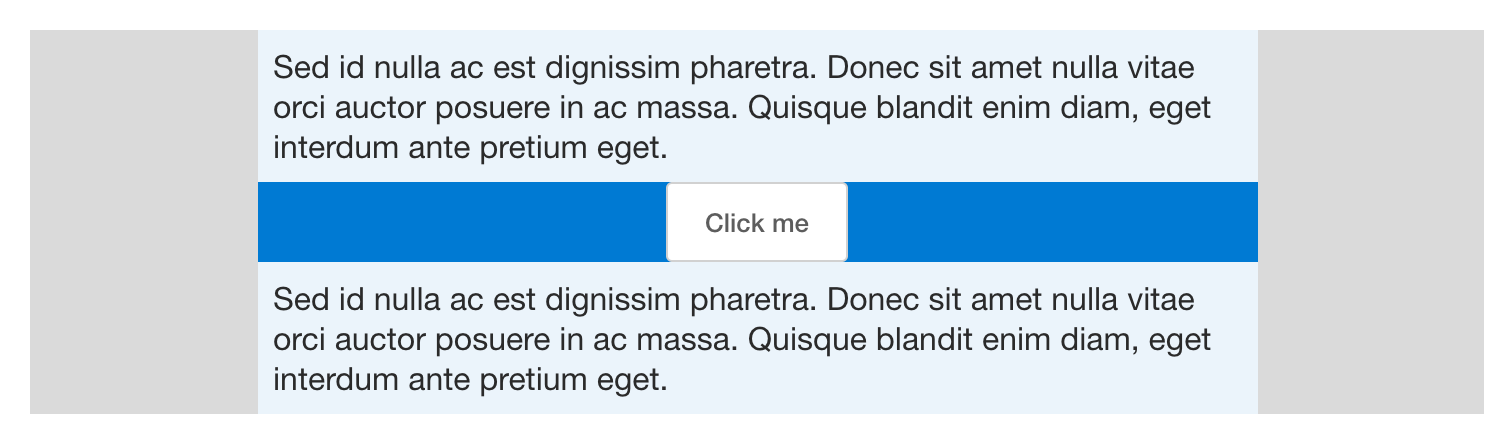 Sed id nulla ac est dignissim pharetra. Donec sit amet nulla vitae
orci auctor posuere in ac massa. Quisque blandit enim diam, eget
interdum ante pretium eget.
Click me
Sed id nulla ac est dignissim pharetra. Donec sit amet nulla vitae
orci auctor posuere in ac massa. Quisque blandit enim diam, eget
interdum ante pretium eget.